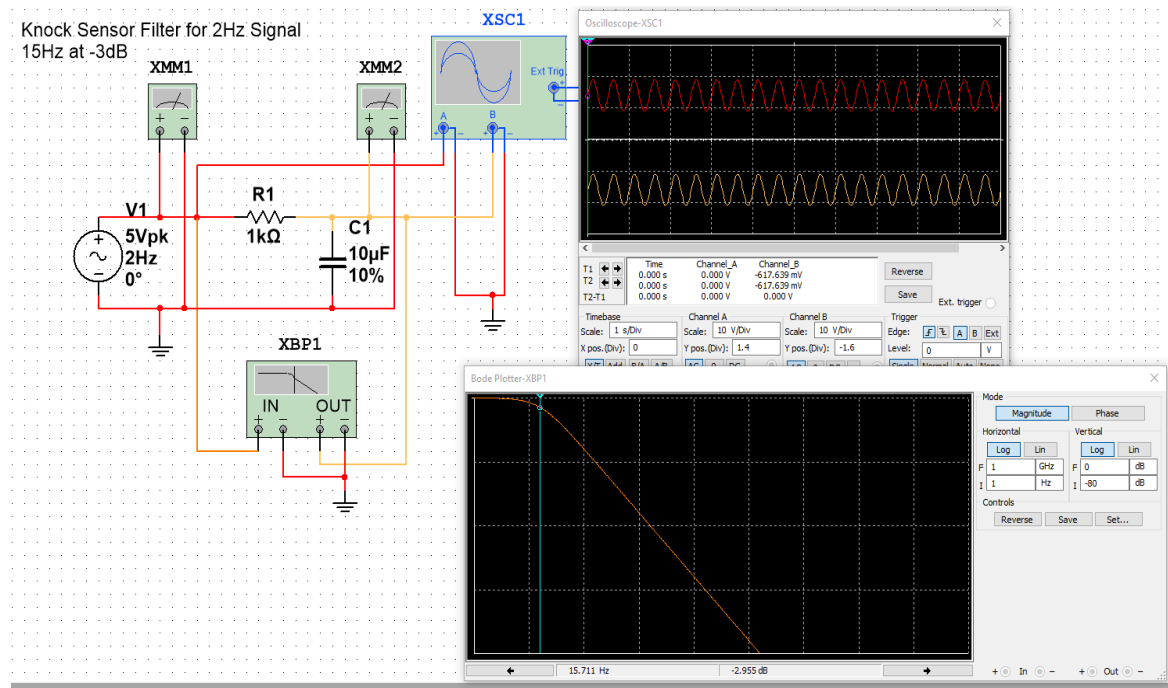 Knock Sensor Filter for 2Hz Signal
15Hz at -3dB
XMM1
XMM2
XSC1
Ext Trig
+
-
A
B
V1
5Vpk
2Hz
0°
R1
1kΩ
C1
10µF
10%
XBP1
IN
OUT
Oscilloscope-XSC1
Time Channel_A Channel_B
T1 0.000 s 0.000 V -617.639 mV
T2 0.000 s 0.000 V -617.639 mV
T2-T1 0.000 s 0.000 V 0.000 V
Reverse
Save
Ext. trigger
Timebase
Scale: 1 s/Div
X pos.(Div): 0
Channel A
Scale: 10 V/Div
Y pos.(Div): 1.4
Channel B
Scale: 10 V/Div
Y pos.(Div): -1.6
Trigger
Edge: A B Ext
Level: 0 V
Bode Plotter-XBP1
Mode
Magnitude Phase
Horizontal Vertical
Log Lin Log Lin
F 1 GHz F 0 dB
I 1 Hz I -80 dB
Controls
Reverse Save Set...
15.711 Hz -2.955 dB
+ In - + Out -